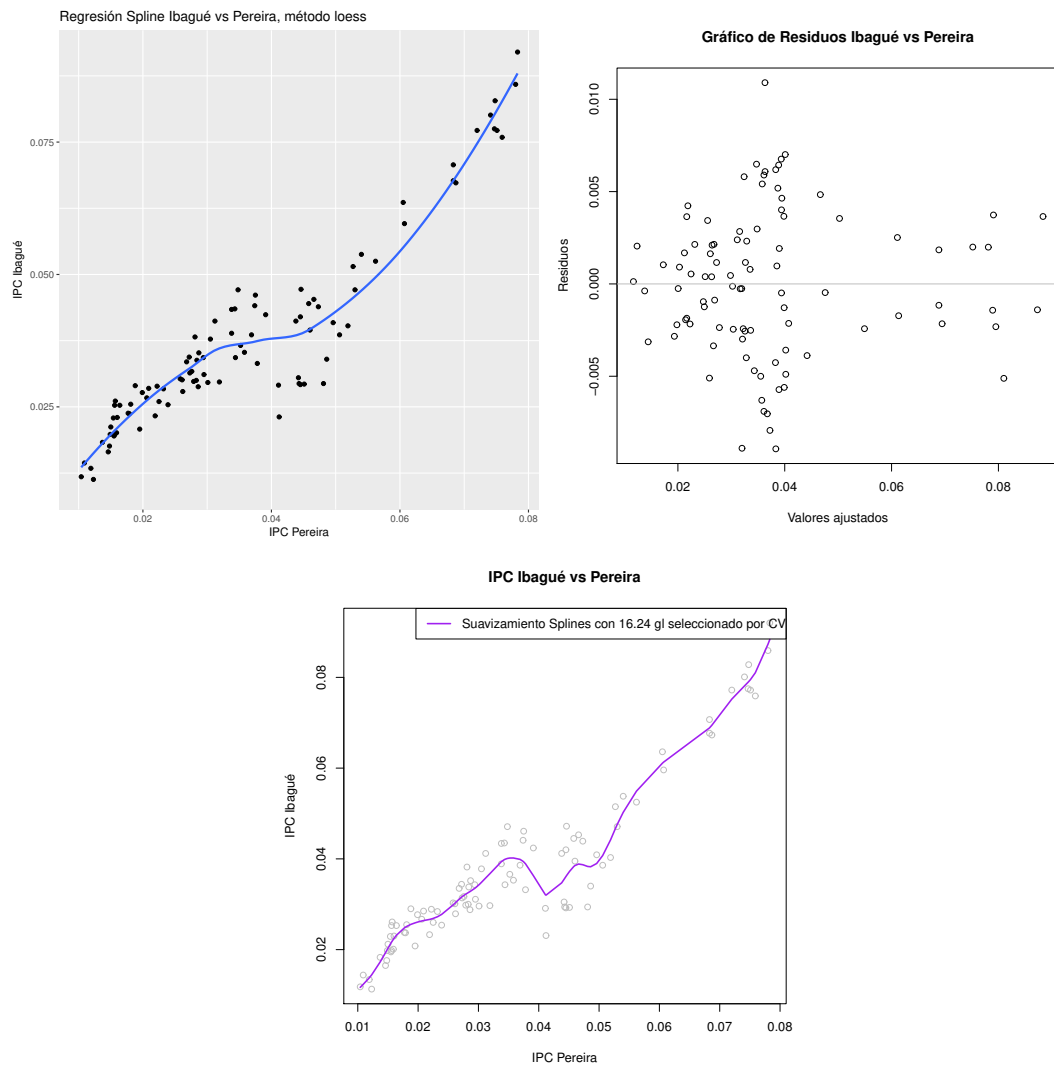 Regresión Spline Ibagué vs Pereira, método loess
0.075
0.050
0.025
IPC Ibagué
0.02
0.04
0.06
0.08
IPC Pereira
Gráfico de Residuos Ibagué vs Pereira
0.010
0.005
0.000
−0.005
Residuos
0.02
0.04
0.06
0.08
Valores ajustados
IPC Ibagué vs Pereira
Suavizamiento Splines con 16.24 gl seleccionado por CV
0.08
0.06
0.04
0.02
IPC Ibagué
0.01
0.02
0.03
0.04
0.05
0.06
0.07
0.08
IPC Pereira